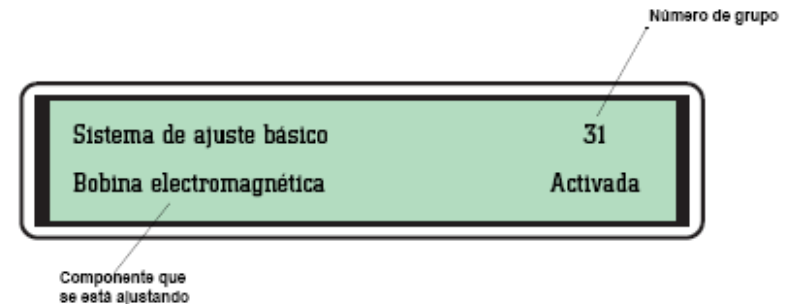 Número de grupo
Sistema de ajuste básico 31
Bobina electromagnética Activada
Componente que
se está ajustando